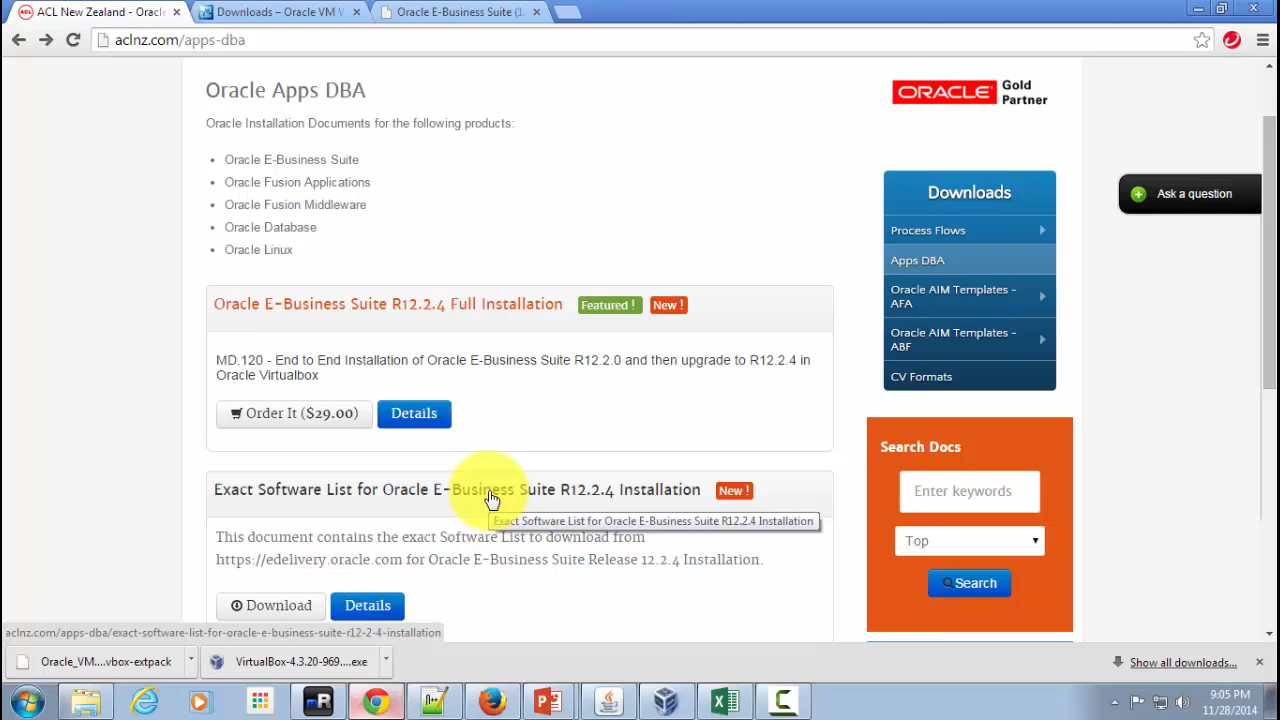 ACL New Zealand - Oracle
Downloads – Oracle VM V
Oracle E-Business Suite (1
aclnz.com/apps-dba
Oracle Apps DBA
Oracle Installation Documents for the following products:
Oracle E-Business Suite
Oracle Fusion Applications
Oracle Fusion Middleware
Oracle Database
Oracle Linux
Oracle E-Business Suite R12.2.4 Full Installation Featured ! New !
MD.120 - End to End Installation of Oracle E-Business Suite R12.2.0 and then upgrade to R12.2.4 in
Oracle Virtualbox
Order It ($29.00) Details
Exact Software List for Oracle E-Business Suite R12.2.4 Installation New !
Exact Software List for Oracle E-Business Suite R12.2.4 Installation
This document contains the exact Software List to download from
https://edelivery.oracle.com for Oracle E-Business Suite Release 12.2.4 Installation.
Download Details
ORACLE Gold
Partner
Downloads
Process Flows
Apps DBA
Oracle AIM Templates -
AFA
Oracle AIM Templates -
ABF
CV Formats
Ask a question
Search Docs
Enter keywords
Top
Search
aclnz.com/apps-dba/exact-software-list-for-oracle-e-business-suite-r12-2-4-installation
Oracle_VM....vbox-extpack
VirtualBox-4.3.20-969....exe
Show all downloads...
9:05 PM
11/28/2014